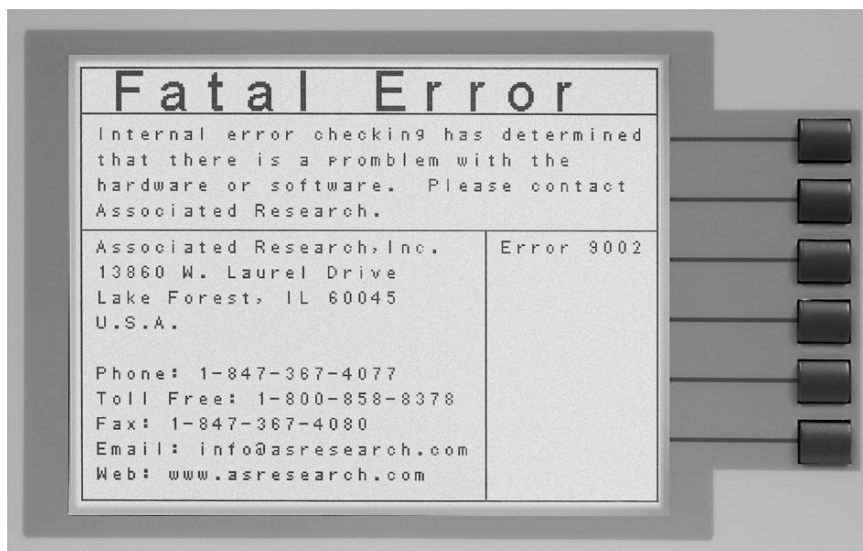 Fatal Error
Internal error checking has determined
that there is a promblem with the
hardware or software. Please contact
Associated Research.
Associated Research,Inc.
13860 W. Laurel Drive
Lake Forest, IL 60045
U.S.A.
Phone: 1-847-367-4077
Toll Free: 1-800-858-8378
Fax: 1-847-367-4080
Email: info@asresearch.com
Web: www.asresearch.com
Error 9002